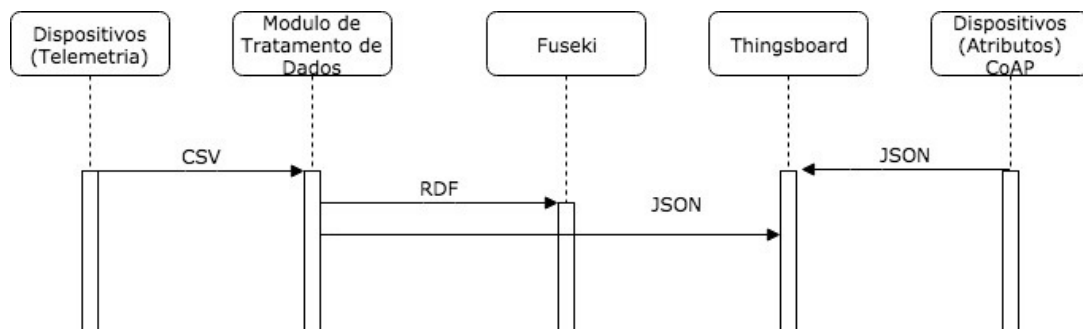 Dispositivos
(Telemetria)
Modulo de
Tratamento de
Dados
Fuseki
Thingsboard
Dispositivos
(Atributos)
CoAP
CSV
JSON
RDF
JSON